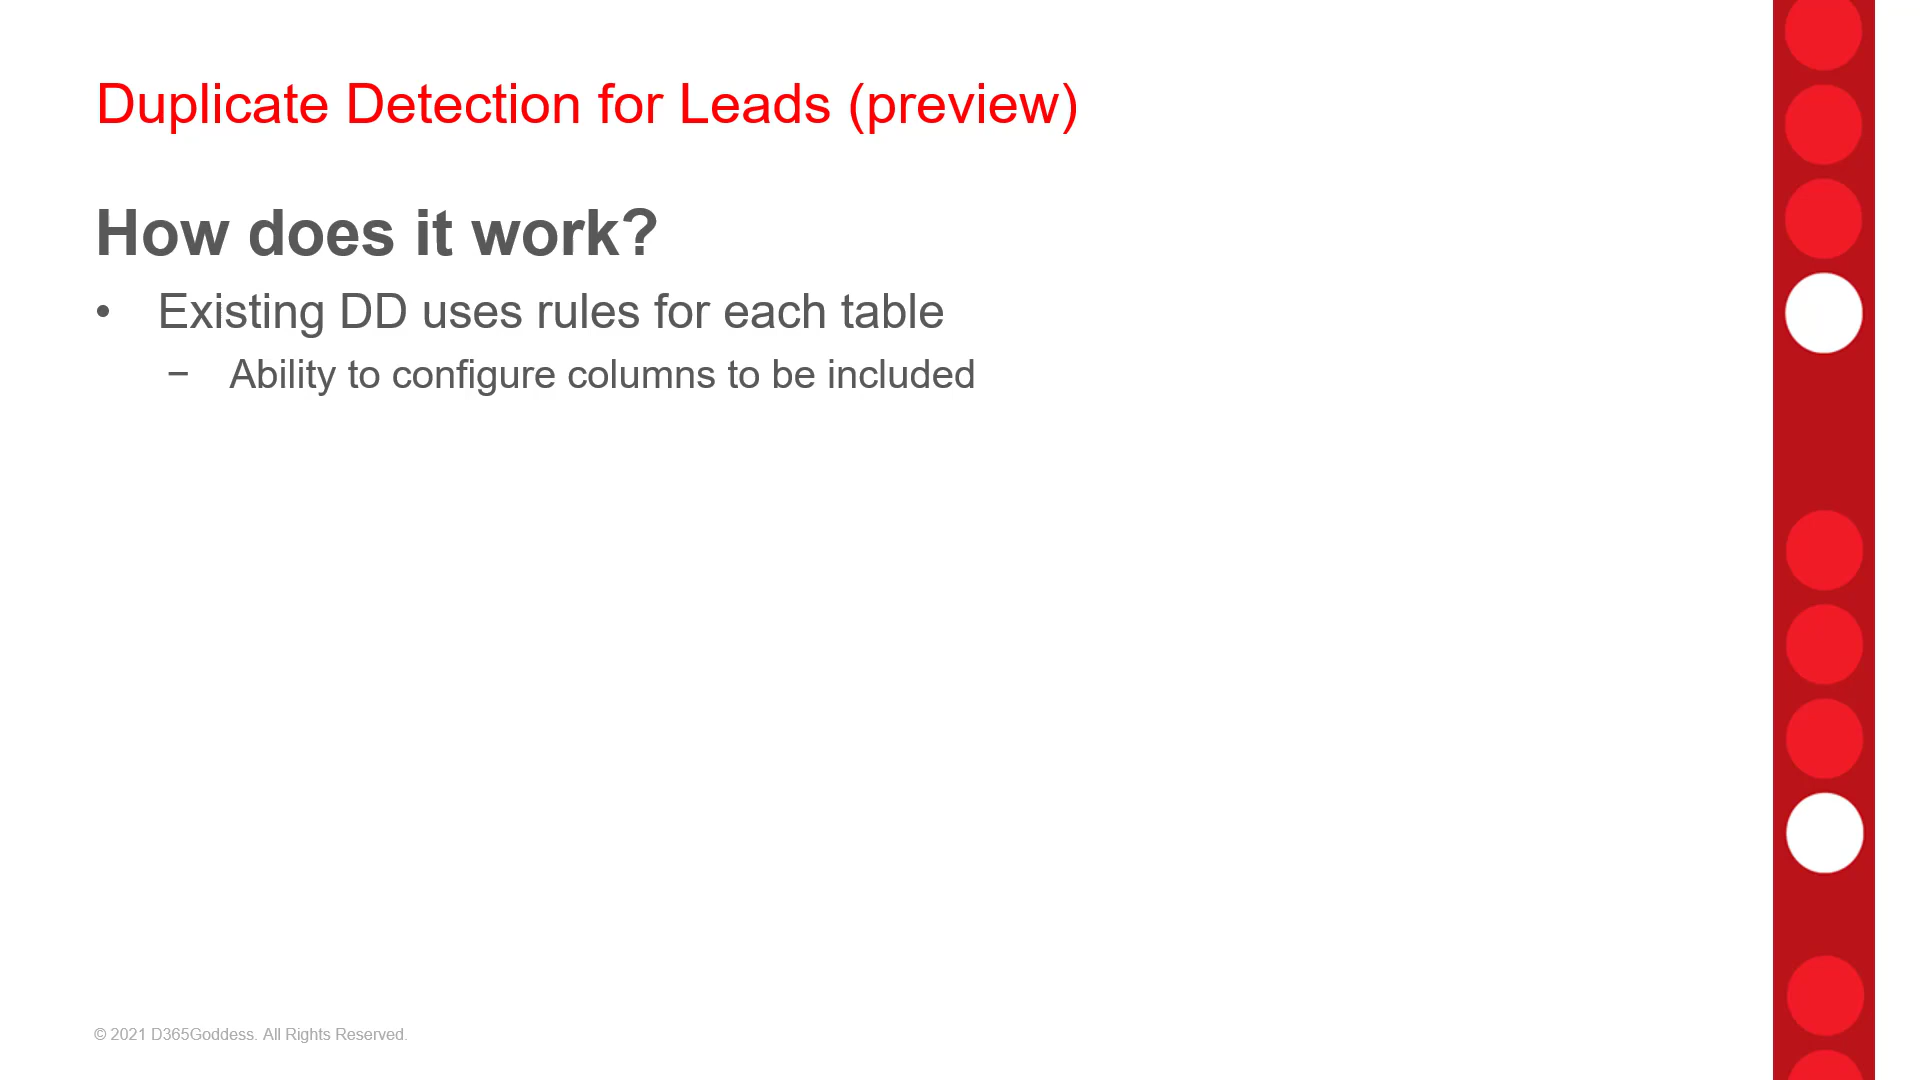 Duplicate Detection for Leads (preview)
How does it work?
• Existing DD uses rules for each table
− Ability to configure columns to be included
© 2021 D365Goddess. All Rights Reserved.